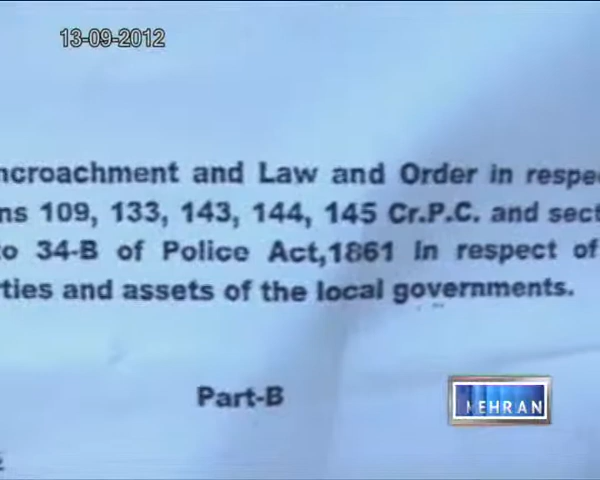 13-09-2012
ncroachment and Law and Order in respe
ns 109, 133, 143, 144, 145 Cr.P.C. and sect
o 34-B of Police Act,1861 in respect of
ties and assets of the local governments.
Part-B
MEHRAN